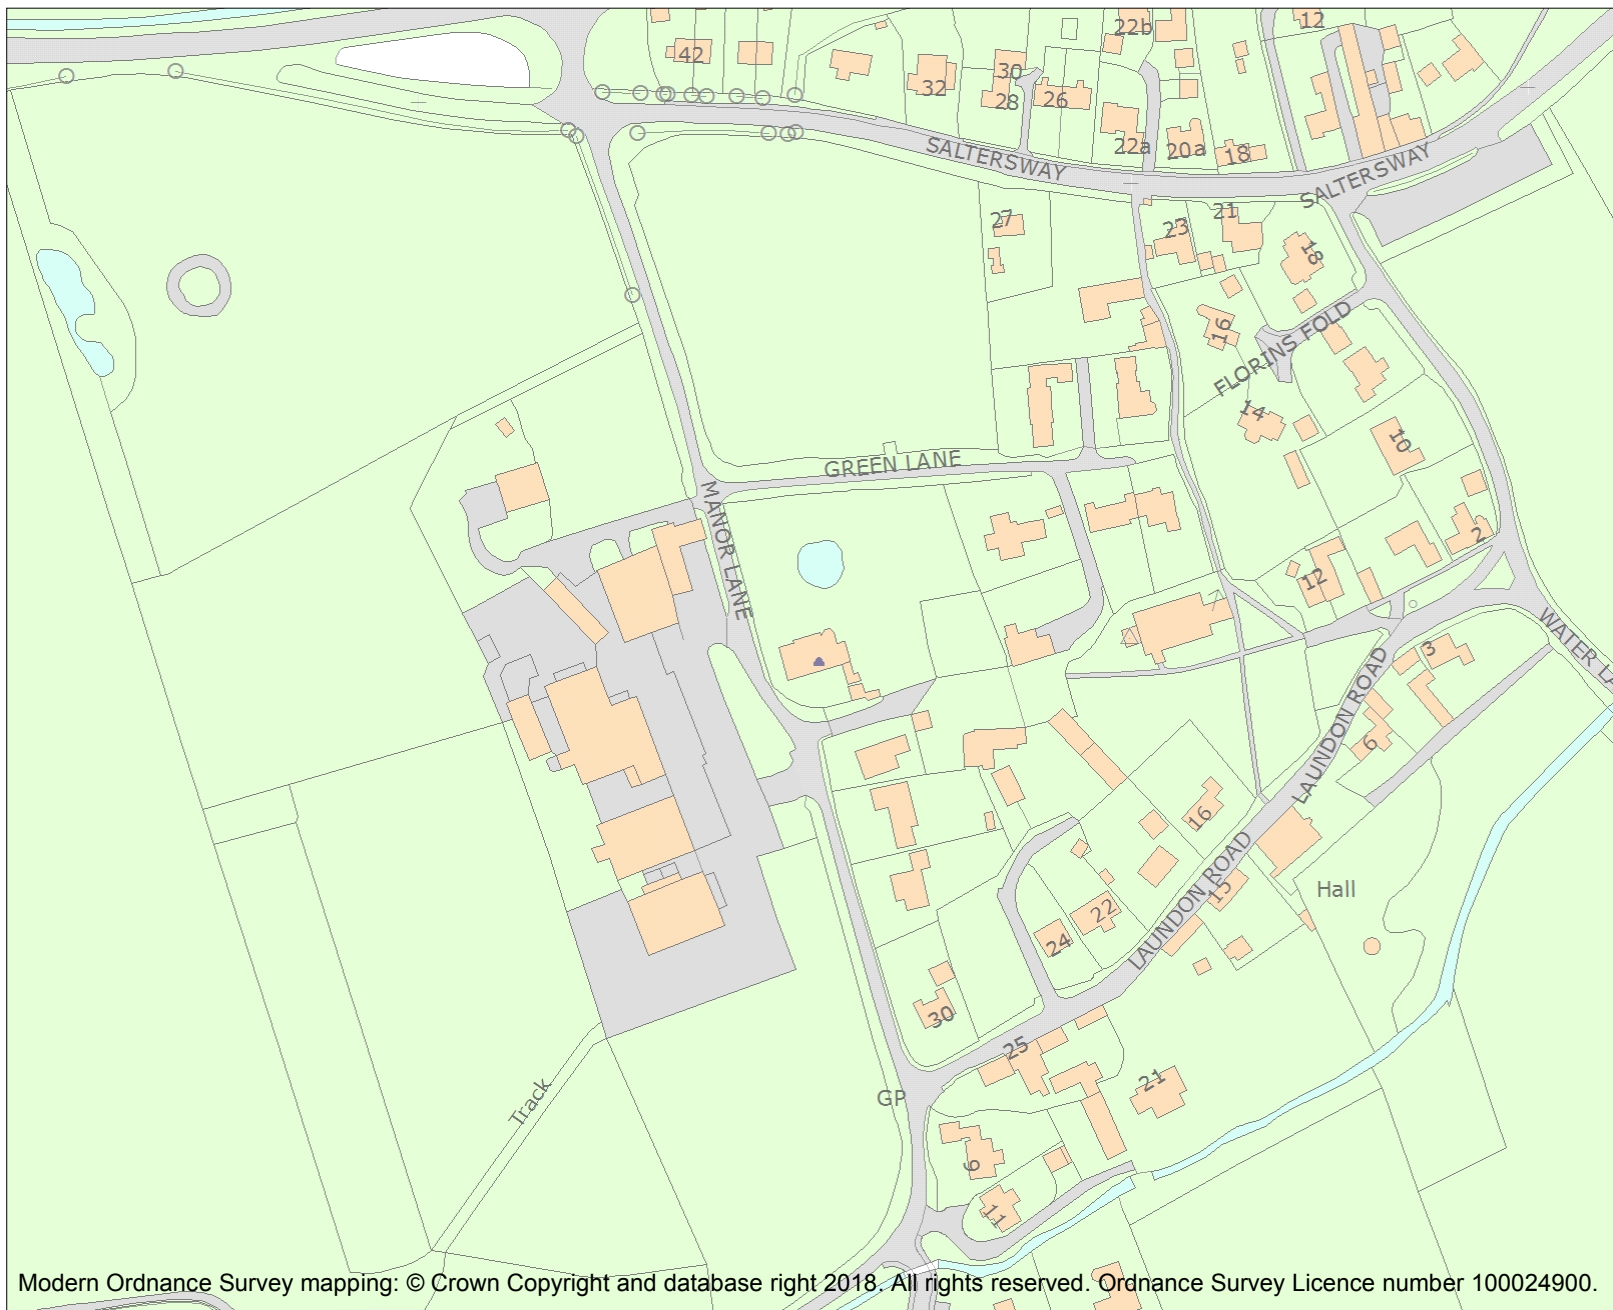 42
32
30
28
26
22b
22a
20a
18
12
SALTERSWAY
SALTERSWAY
27
23
21
18
16
FLORINS FOLD
14
10
GREEN LANE
MANOR LANE
2
12
WATER LA
3
LAUNDON ROAD
6
16
LAUNDON ROAD
15
Hall
22
24
30
25
21
GP
Track
9
11
Modern Ordnance Survey mapping: © Crown Copyright and database right 2018. All rights reserved. Ordnance Survey Licence number 100024900.